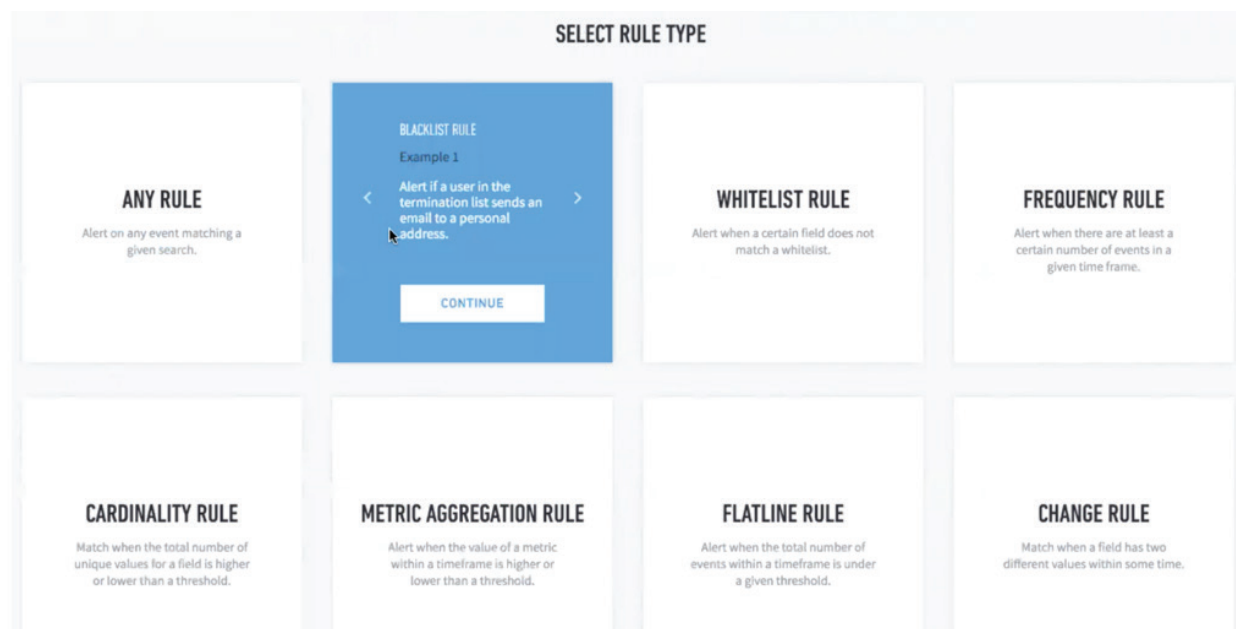 SELECT RULE TYPE
ANY RULE
Alert on any event matching a
given search.
BLACKLIST RULE
Example 1
Alert if a user in the
termination list sends an
email to a personal
address.
CONTINUE
WHITELIST RULE
Alert when a certain field does not
match a whitelist.
FREQUENCY RULE
Alert when there are at least a
certain number of events in a
given time frame.
CARDINALITY RULE
Match when the total number of
unique values for a field is higher
or lower than a threshold.
METRIC AGGREGATION RULE
Alert when the value of a metric
within a timeframe is higher or
lower than a threshold.
FLATLINE RULE
Alert when the total number of
events within a timeframe is under
a given threshold.
CHANGE RULE
Match when a field has two
different values within some time.